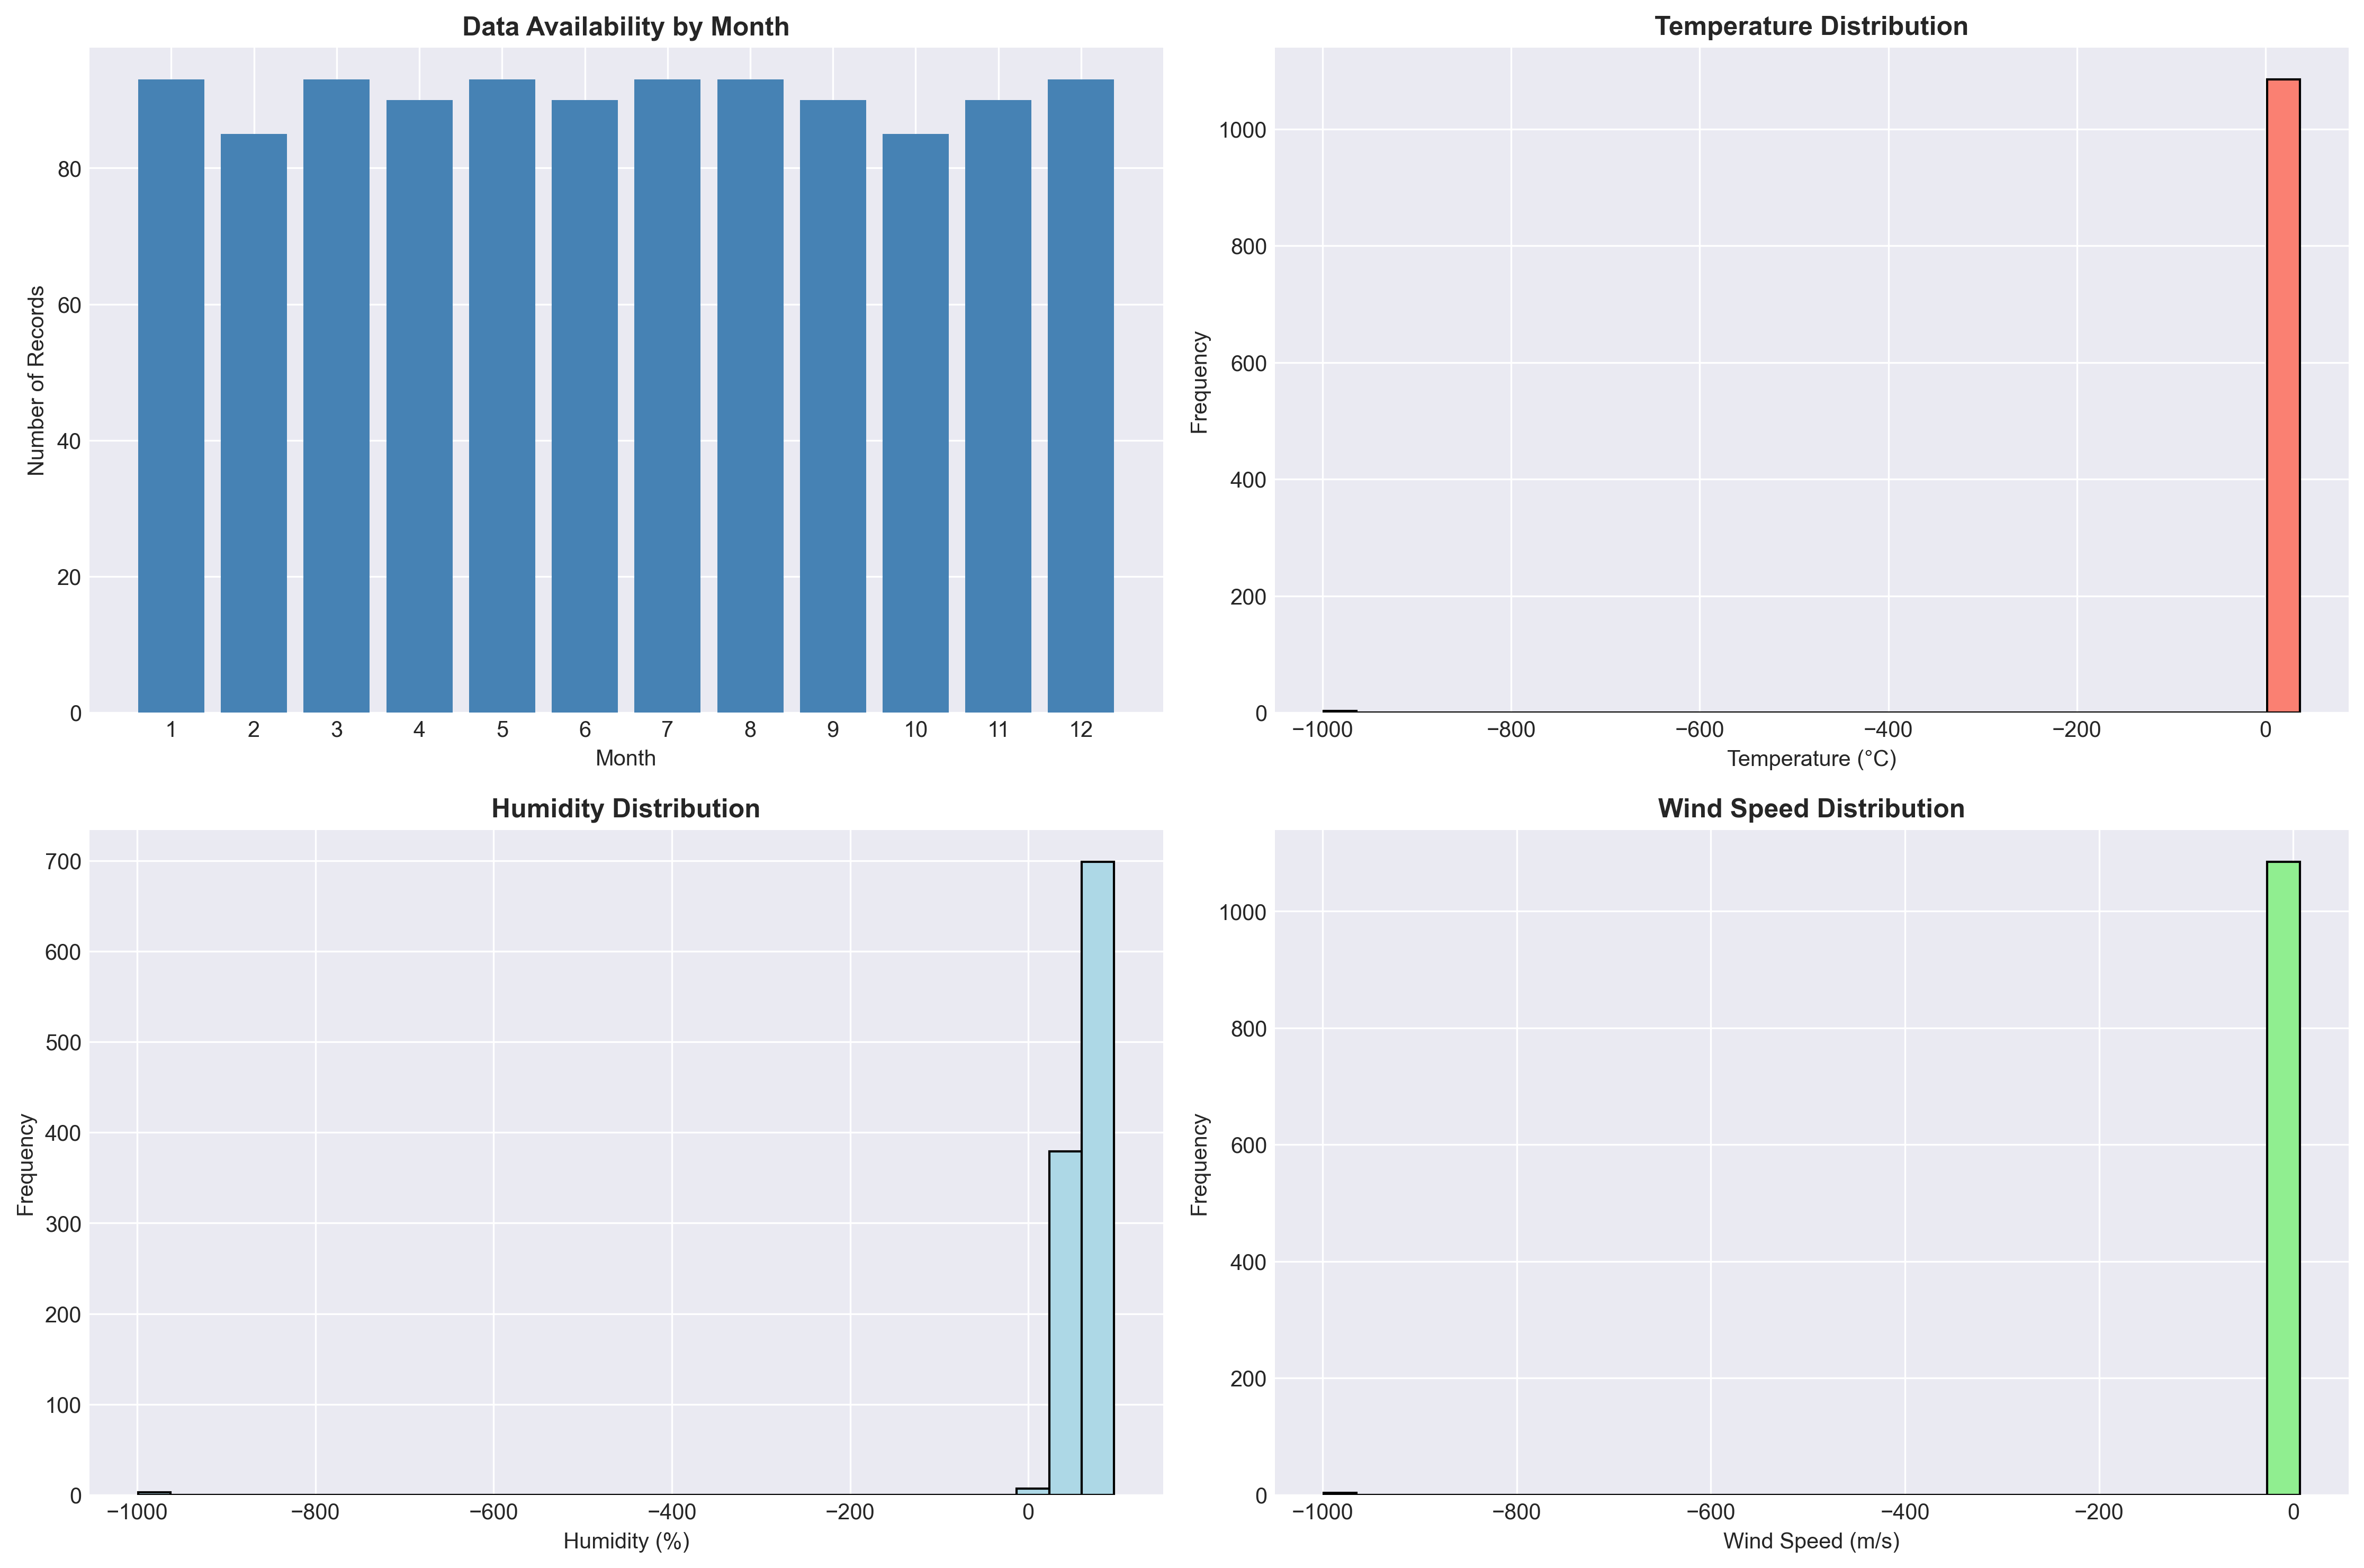 Data Availability by Month
Number of Records
80
60
40
20
0
1 2 3 4 5 6 7 8 9 10 11 12
Month
Temperature Distribution
Frequency
1000
800
600
400
200
0
−1000 −800 −600 −400 −200 0
Temperature (°C)
Humidity Distribution
Frequency
700
600
500
400
300
200
100
0
−1000 −800 −600 −400 −200 0
Humidity (%)
Wind Speed Distribution
Frequency
1000
800
600
400
200
0
−1000 −800 −600 −400 −200 0
Wind Speed (m/s)